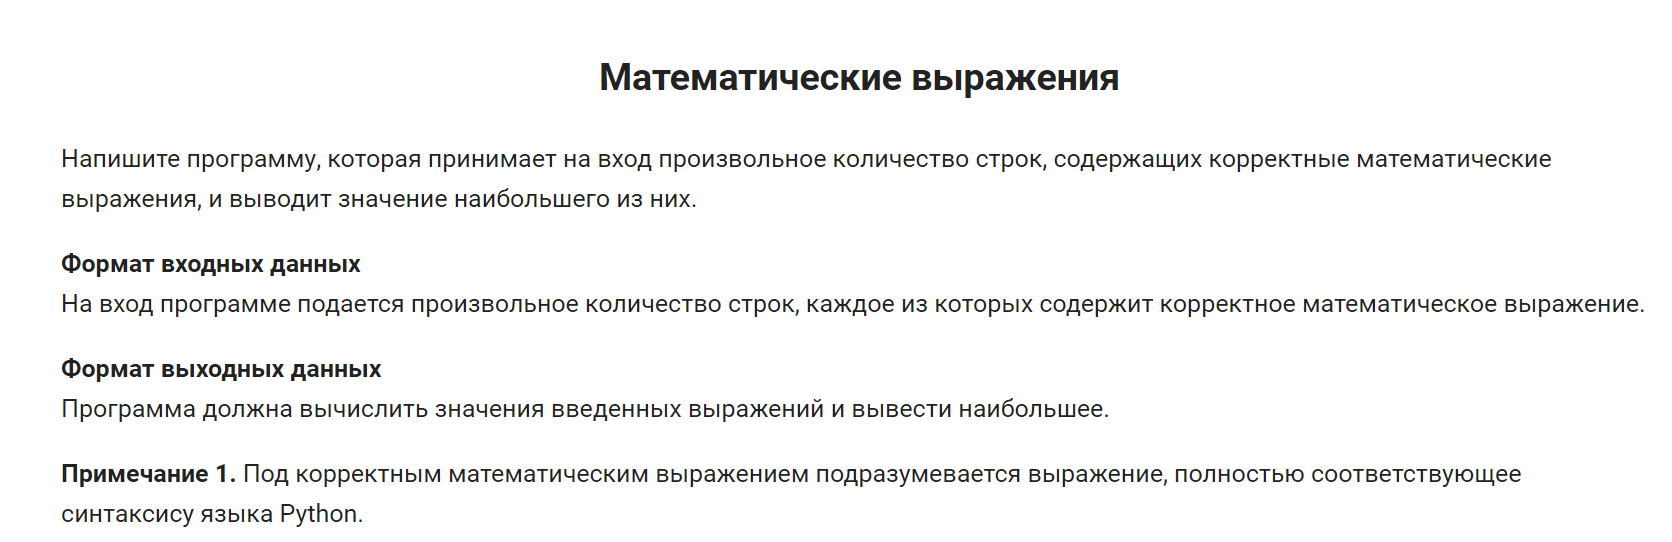 Математические выражения
Напишите программу, которая принимает на вход произвольное количество строк, содержащих корректные математические
выражения, и выводит значение наибольшего из них.
Формат входных данных
На вход программе подается произвольное количество строк, каждое из которых содержит корректное математическое выражение.
Формат выходных данных
Программа должна вычислить значения введенных выражений и вывести наибольшее.
Примечание 1. Под корректным математическим выражением подразумевается выражение, полностью соответствующее
синтаксису языка Python.